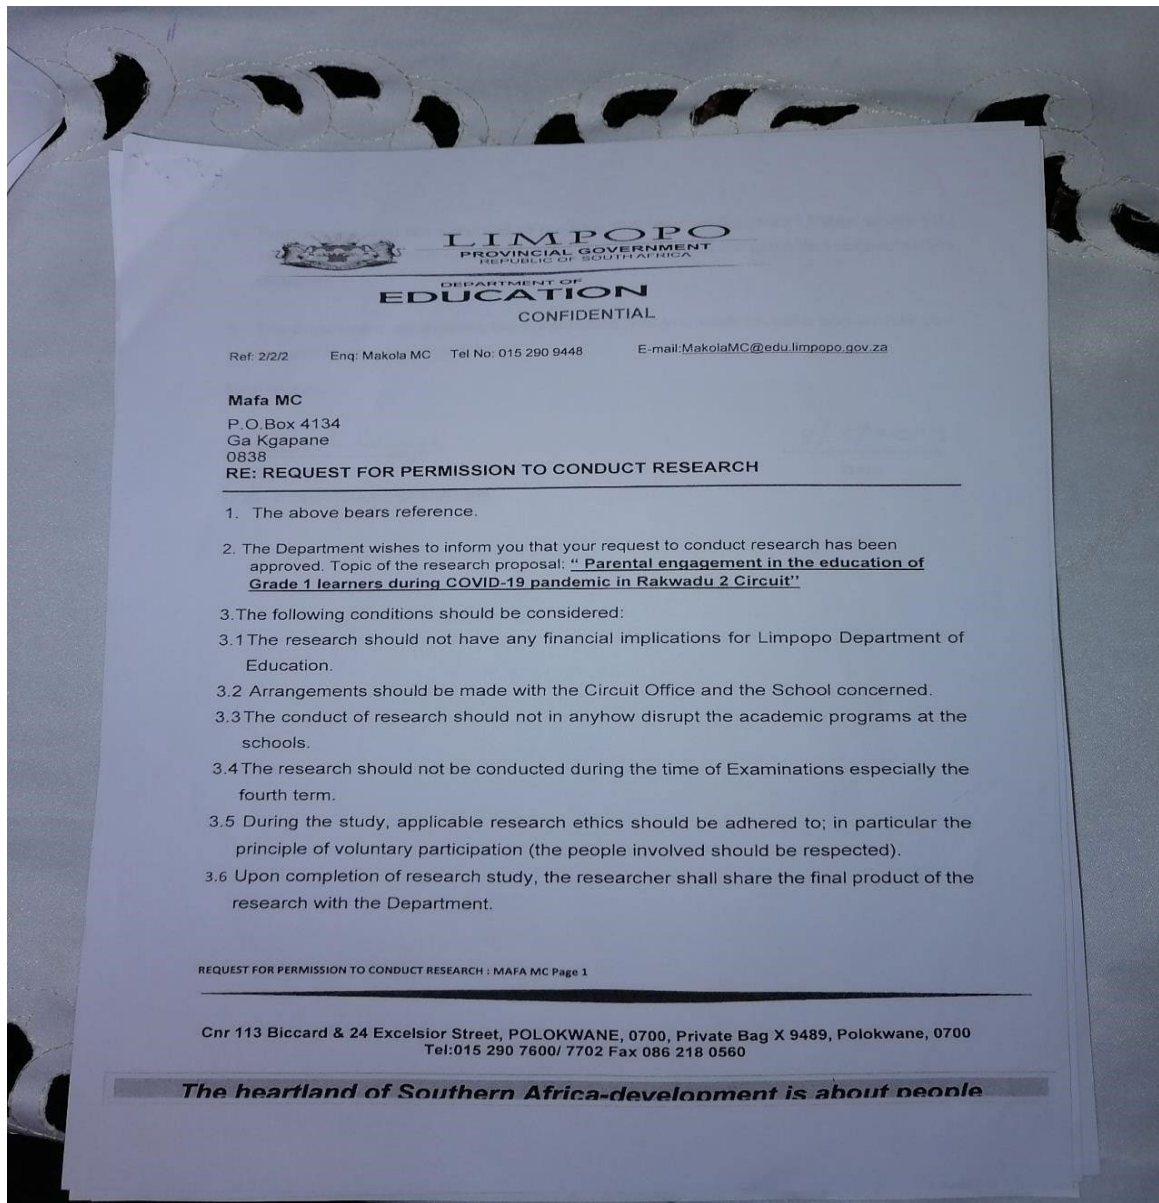 LIMPOPO
PROVINCIAL GOVERNMENT
REPUBLIC OF SOUTH AFRICA
DEPARTMENT OF
EDUCATION
CONFIDENTIAL
Ref: 2/2/2 Enq: Makola MC Tel No: 015 290 9448 E-mail:MakolaMC@edu.limpopo.gov.za
Mafa MC
P.O.Box 4134
Ga Kgapane
0838
RE: REQUEST FOR PERMISSION TO CONDUCT RESEARCH
1. The above bears reference.
2. The Department wishes to inform you that your request to conduct research has been
approved. Topic of the research proposal: “ Parental engagement in the education of
Grade 1 learners during COVID-19 pandemic in Rakwadu 2 Circuit’’
3.The following conditions should be considered:
3.1The research should not have any financial implications for Limpopo Department of
Education.
3.2 Arrangements should be made with the Circuit Office and the School concerned.
3.3The conduct of research should not in anyhow disrupt the academic programs at the
schools.
3.4The research should not be conducted during the time of Examinations especially the
fourth term.
3.5 During the study, applicable research ethics should be adhered to; in particular the
principle of voluntary participation (the people involved should be respected).
3.6 Upon completion of research study, the researcher shall share the final product of the
research with the Department.
REQUEST FOR PERMISSION TO CONDUCT RESEARCH : MAFA MC Page 1
Cnr 113 Biccard & 24 Excelsior Street, POLOKWANE, 0700, Private Bag X 9489, Polokwane, 0700
Tel:015 290 7600/ 7702 Fax 086 218 0560
The heartland of Southern Africa-development is about people